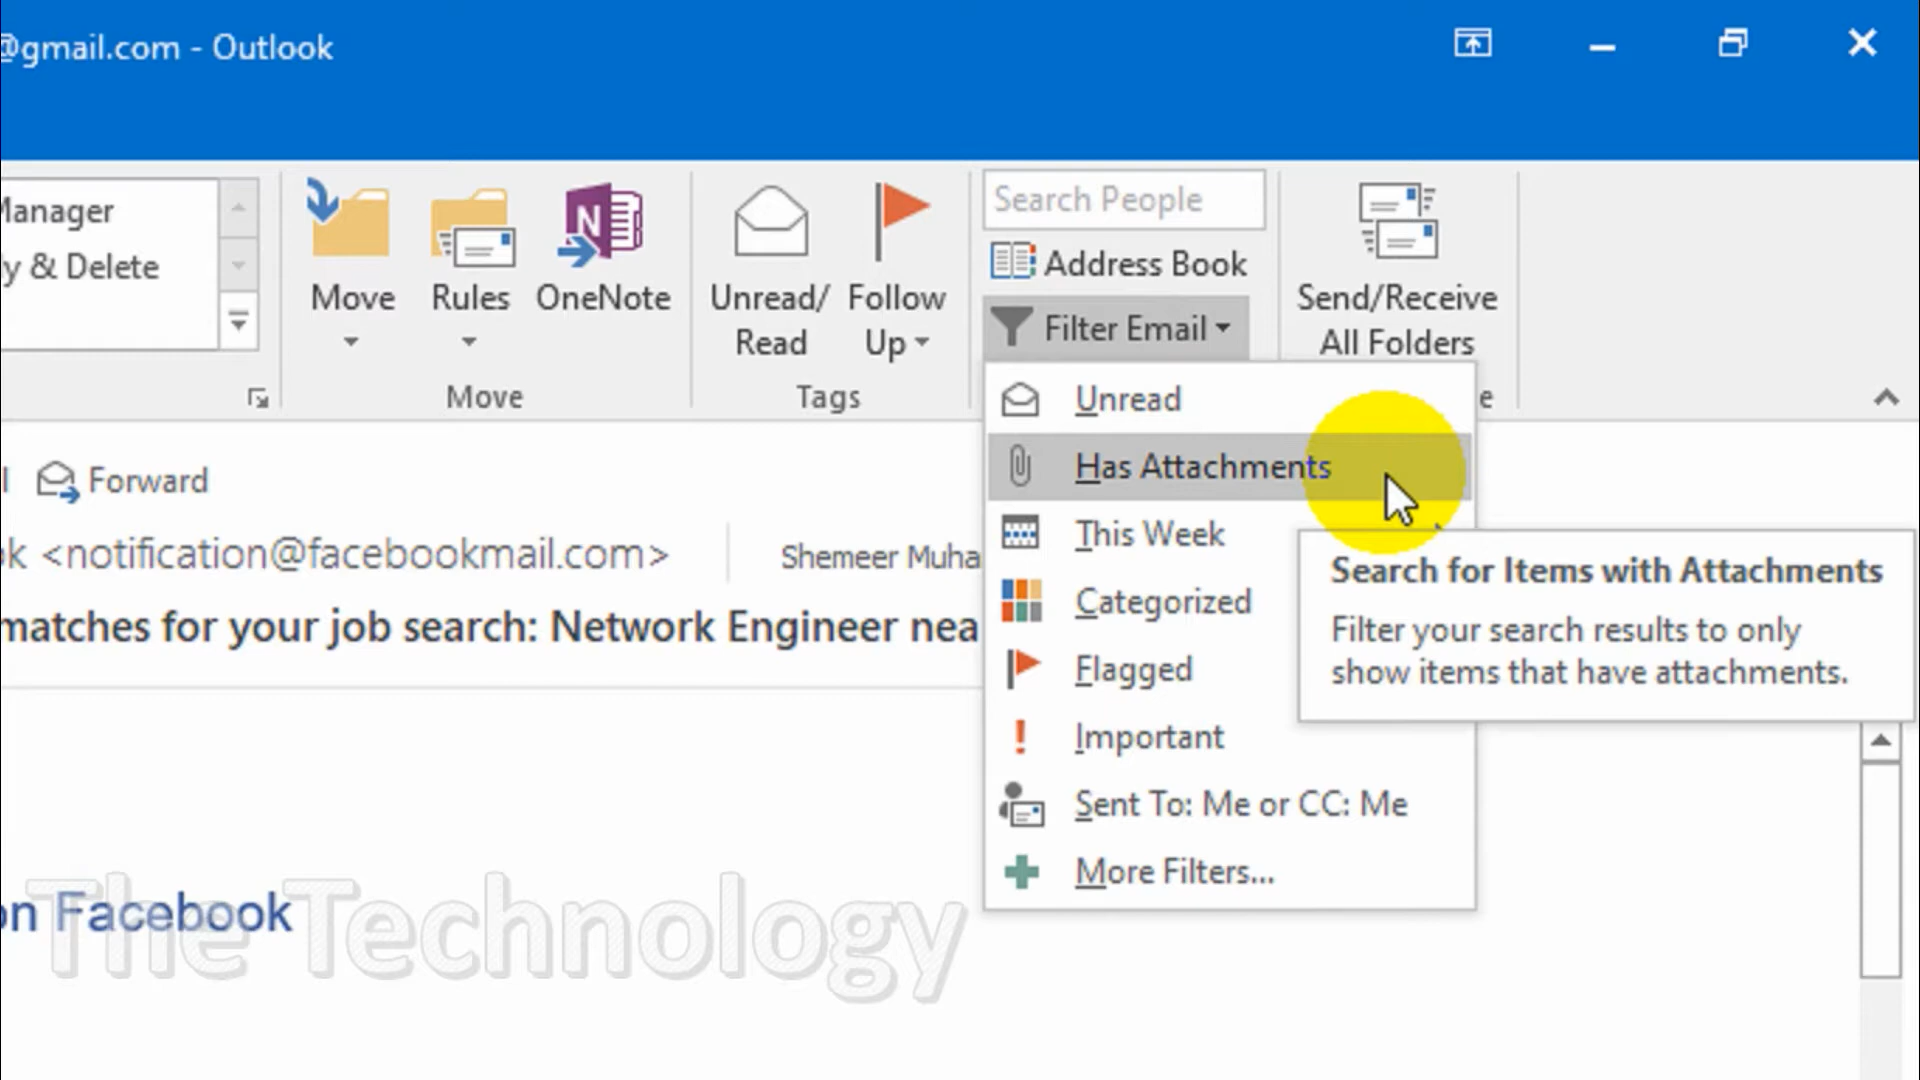 @gmail.com - Outlook
Manager
y & Delete
Move
Rules
OneNote
Unread/
Read
Follow
Up
Search People
Address Book
Filter Email
Send/Receive
All Folders
Move
Tags
e
Unread
Has Attachments
This Week
Categorized
Flagged
Important
Sent To: Me or CC: Me
More Filters...
Search for Items with Attachments
Filter your search results to only
show items that have attachments.
l Forward
ok <notification@facebookmail.com>
Shemeer Muha
matches for your job search: Network Engineer nea
on Facebook
The Technology